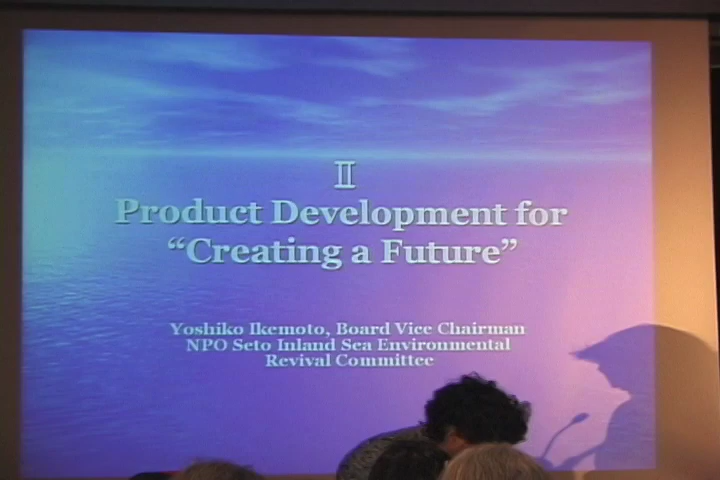 Ⅱ
Product Development for
“Creating a Future”
Yoshiko Ikemoto, Board Vice Chairman
NPO Seto Inland Sea Environmental
Revival Committee